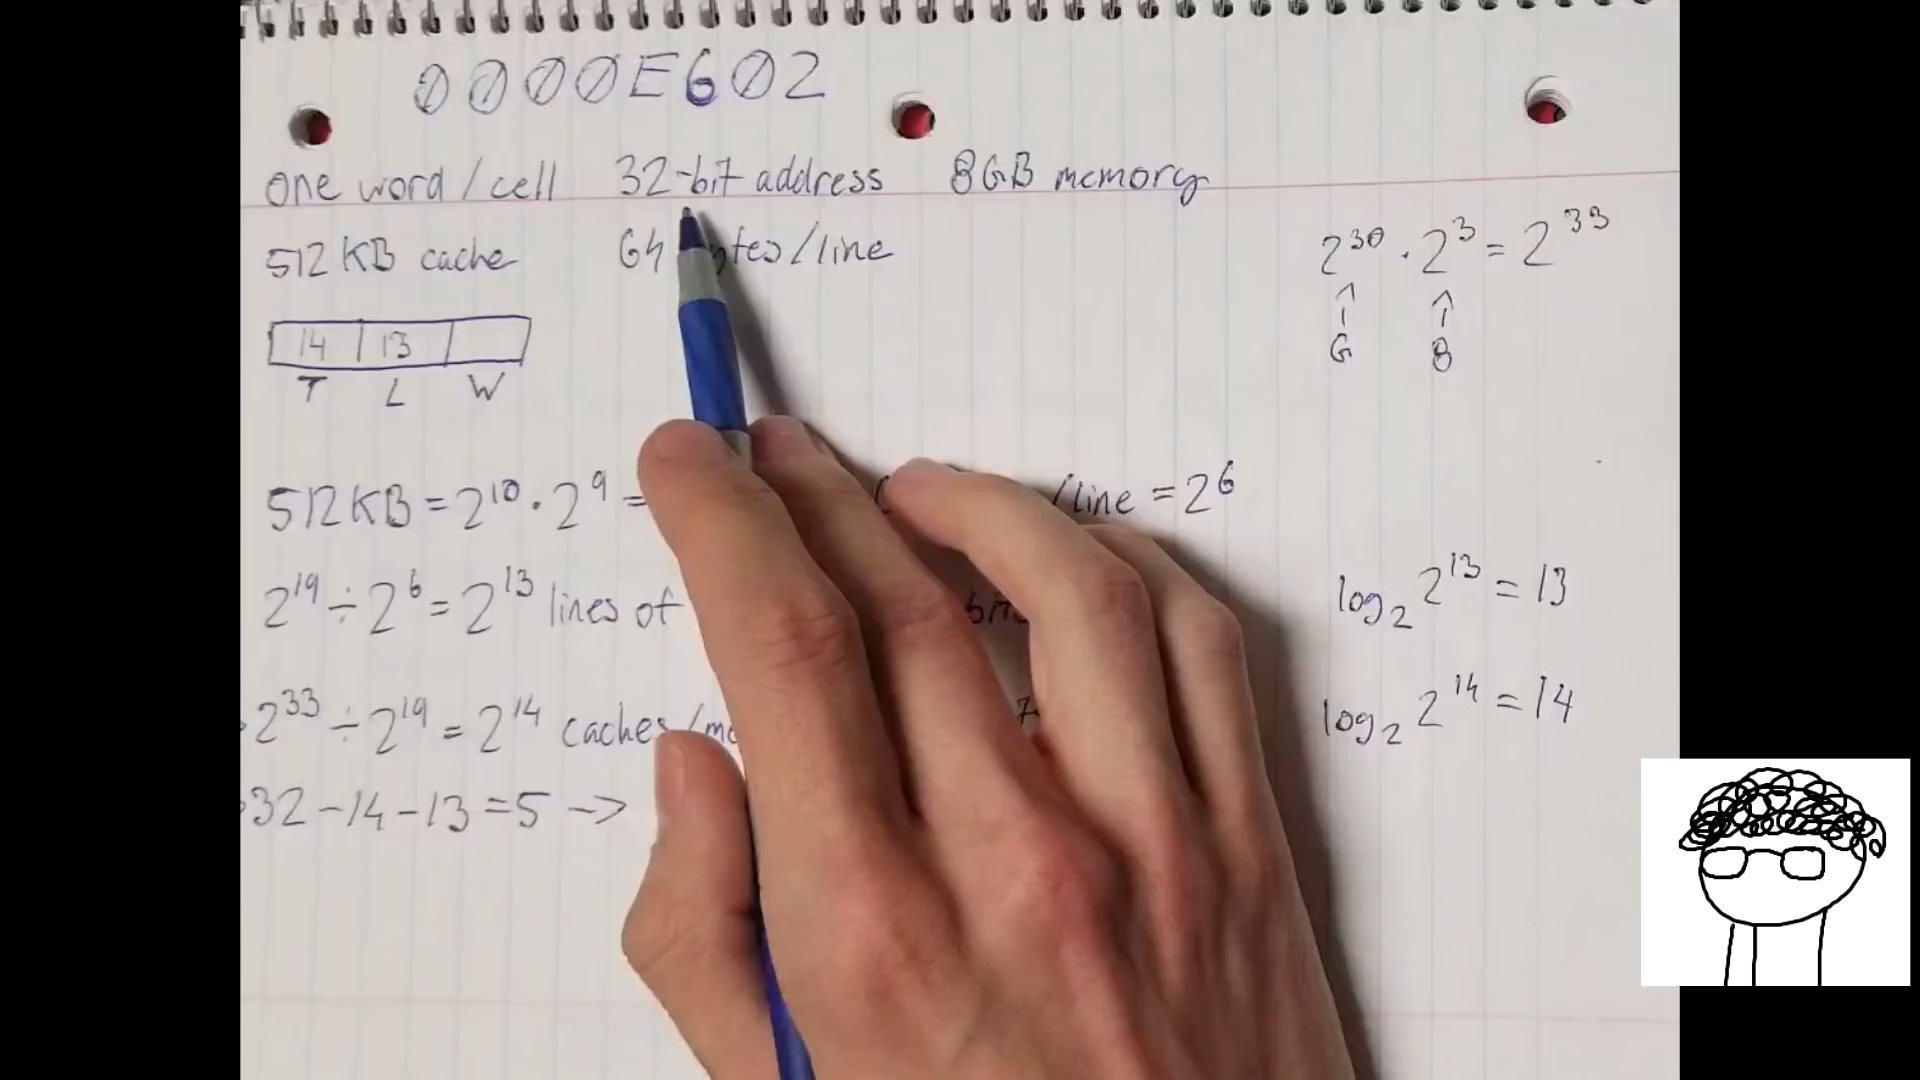 0000E602
one word/cell 32-bit address 8GB memory
512 KB cache 64 /line
2^30 · 2^3 = 2^33
G 8
14 13
T L W
512KB = 2^10 · 2^9 = /line = 2^6
2^19 ÷ 2^6 = 2^13 lines of
log_2 2^13 = 13
2^33 ÷ 2^19 = 2^14 caches/
log_2 2^14 = 14
32 - 14 - 13 = 5 ->